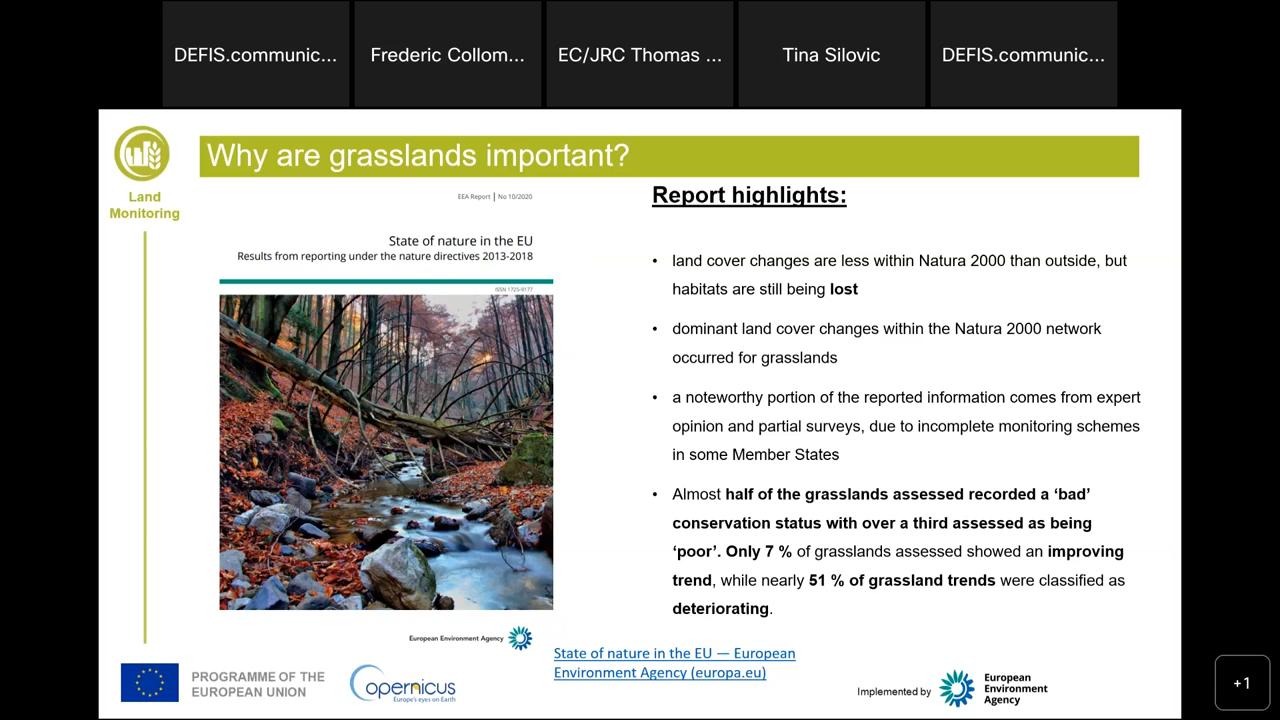 DEFIS.communic...
Frederic Collom...
EC/JRC Thomas ...
Tina Silovic
DEFIS.communic...
Land
Monitoring
Why are grasslands important?
EEA Report | No 10/2020
State of nature in the EU
Results from reporting under the nature directives 2013-2018
ISSN 1725-9177
European Environment Agency
Report highlights:
• land cover changes are less within Natura 2000 than outside, but
habitats are still being lost
• dominant land cover changes within the Natura 2000 network
occurred for grasslands
• a noteworthy portion of the reported information comes from expert
opinion and partial surveys, due to incomplete monitoring schemes
in some Member States
• Almost half of the grasslands assessed recorded a ‘bad’
conservation status with over a third assessed as being
‘poor’. Only 7 % of grasslands assessed showed an improving
trend, while nearly 51 % of grassland trends were classified as
deteriorating.
State of nature in the EU — European
Environment Agency (europa.eu)
PROGRAMME OF THE
EUROPEAN UNION
opernicus
Europe's eyes on Earth
Implemented by
European
Environment
Agency
+1